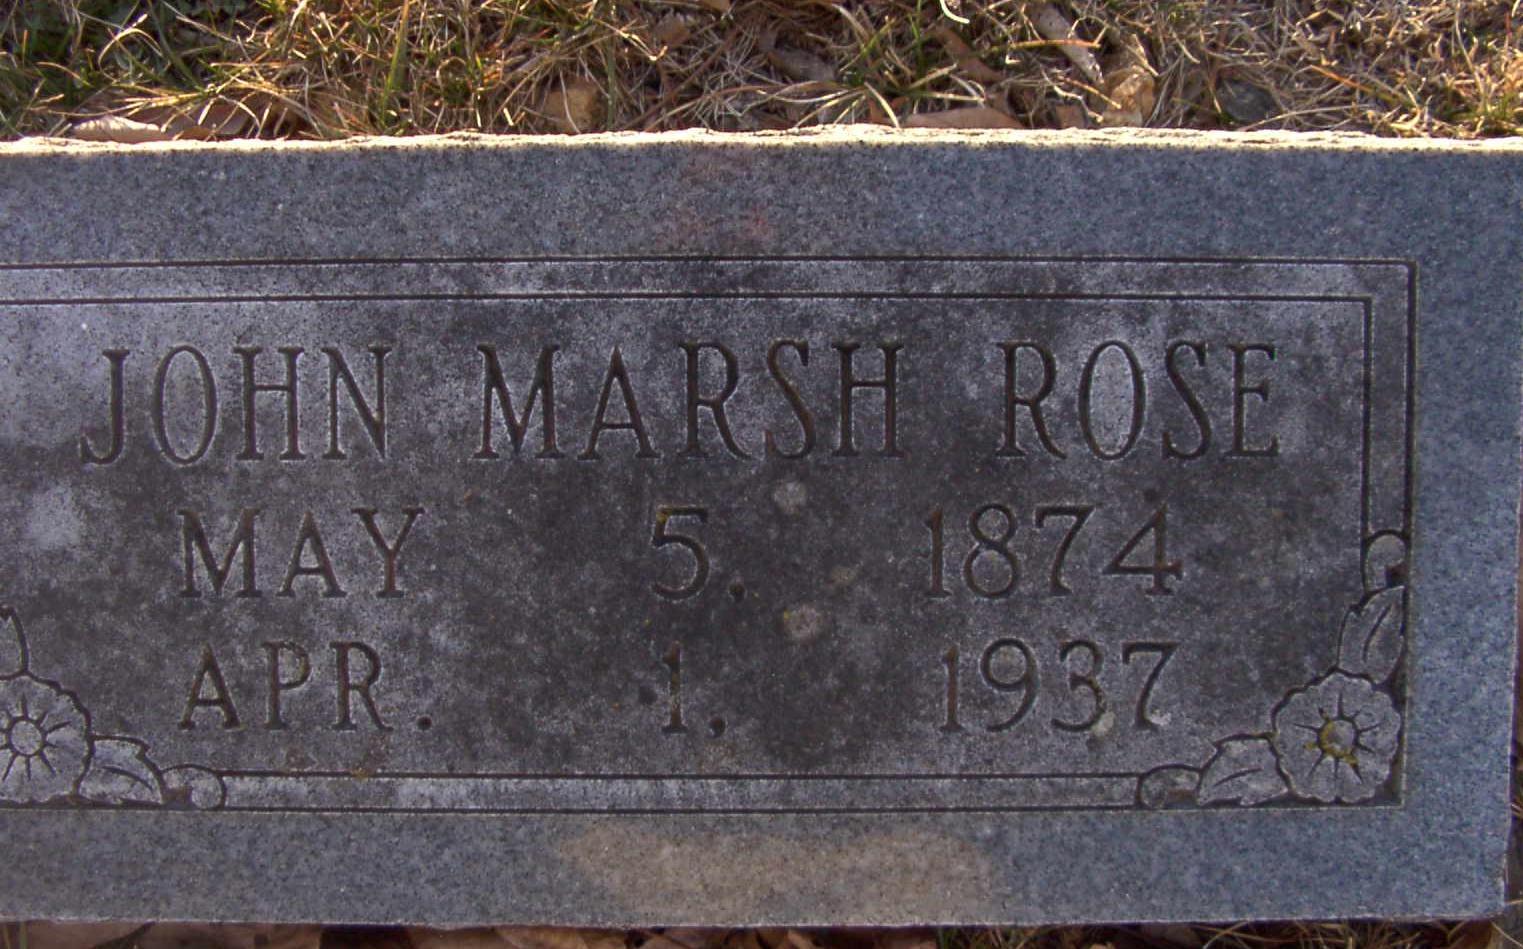 JOHN MARSH ROSE
MAY 5, 1874
APR. 1, 1937